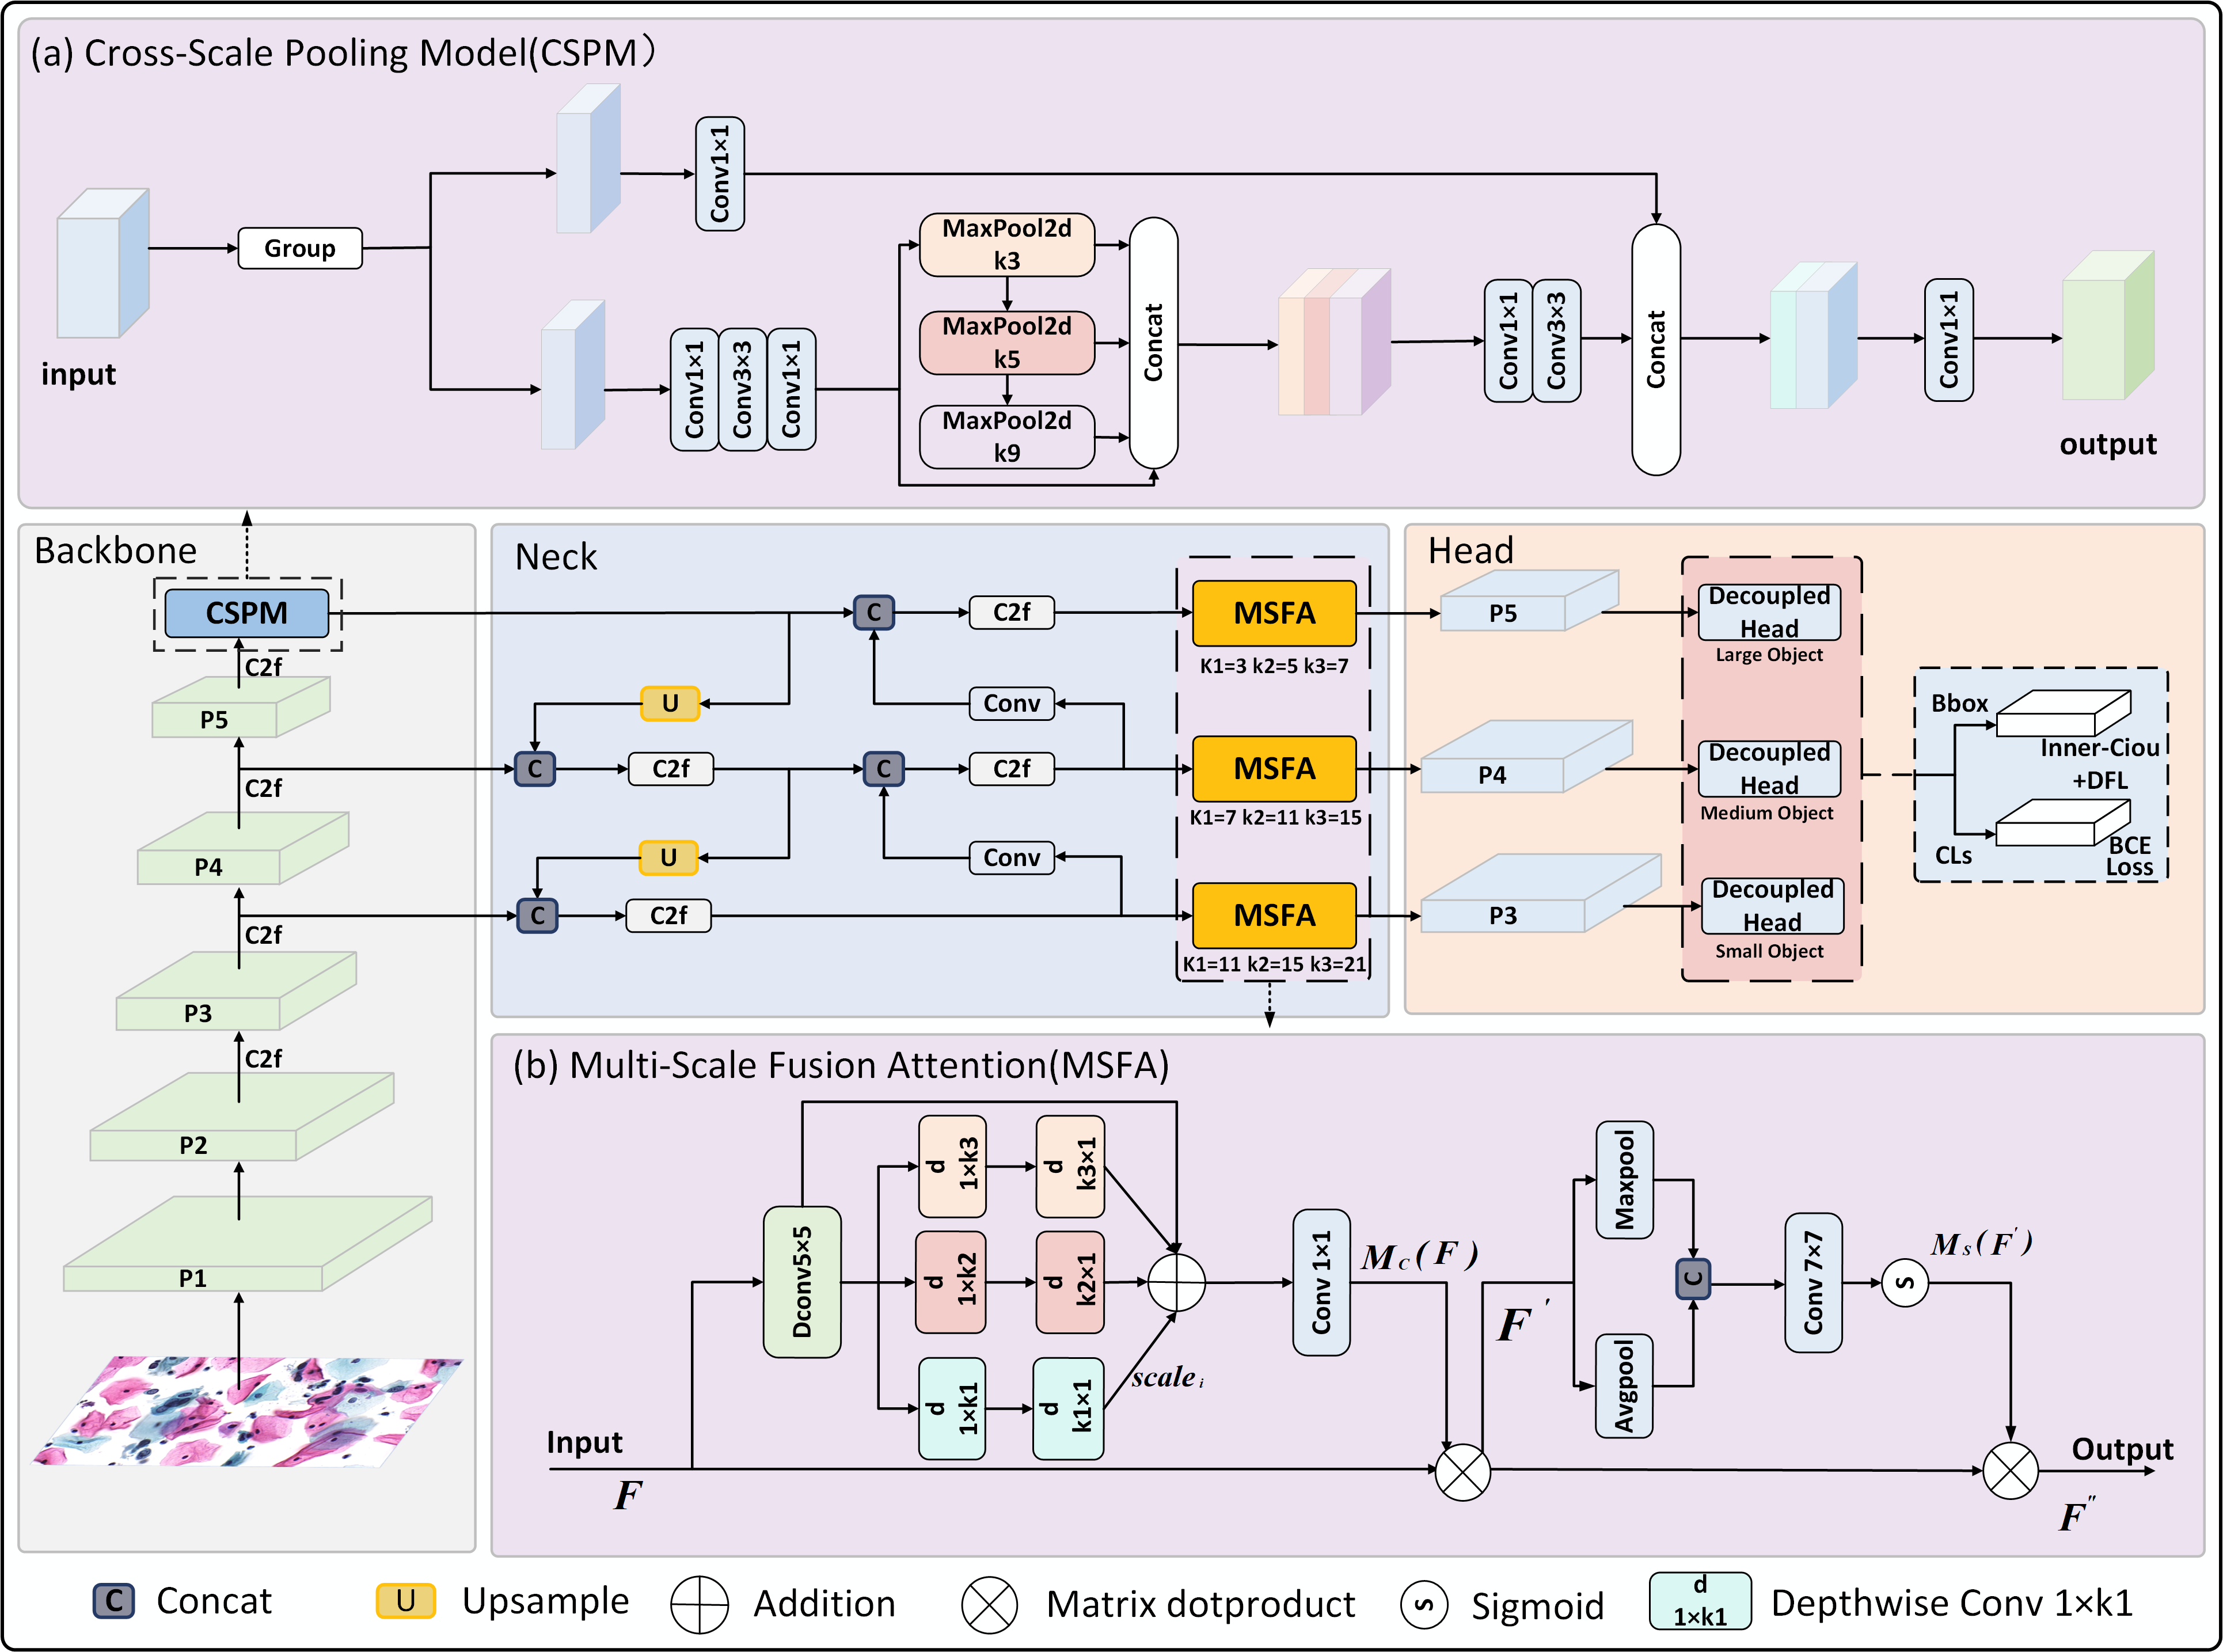 (a) Cross-Scale Pooling Model(CSPM）
input
Group
Conv1×1
Conv1×1
Conv3×3
Conv1×1
MaxPool2d
k3
MaxPool2d
k5
MaxPool2d
k9
Concat
Conv1×1
Conv3×3
Concat
Conv1×1
output
Backbone
CSPM
C2f
P5
C2f
P4
C2f
P3
C2f
P2
P1
Neck
C
C2f
MSFA
K1=3 k2=5 k3=7
U
Conv
C
C2f
C
C2f
MSFA
K1=7 k2=11 k3=15
U
Conv
C
C2f
MSFA
K1=11 k2=15 k3=21
Head
P5
Decoupled
Head
Large Object
P4
Decoupled
Head
Medium Object
P3
Decoupled
Head
Small Object
Bbox
Inner-Ciou
+DFL
CLs
BCE
Loss
(b) Multi-Scale Fusion Attention(MSFA)
Input
F
Dconv5×5
d
1×k3
d
k3×1
d
1×k2
d
k2×1
d
1×k1
d
k1×1
scale i
Conv 1×1
M C ( F )
F '
Maxpool
Avgpool
C
Conv 7×7
S
M S ( F ' )
Output
F "
C Concat
U Upsample
Addition
Matrix dotproduct
S Sigmoid
d
1×k1
Depthwise Conv 1×k1